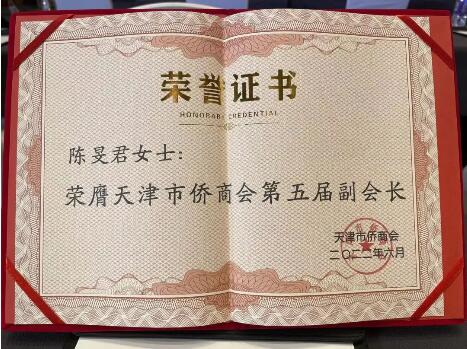 荣誉证书
HONORARY CREDENTIAL
陈旻君女士：
荣膺天津市侨商会第五届副会长
天津市侨商会
二〇二二年六月